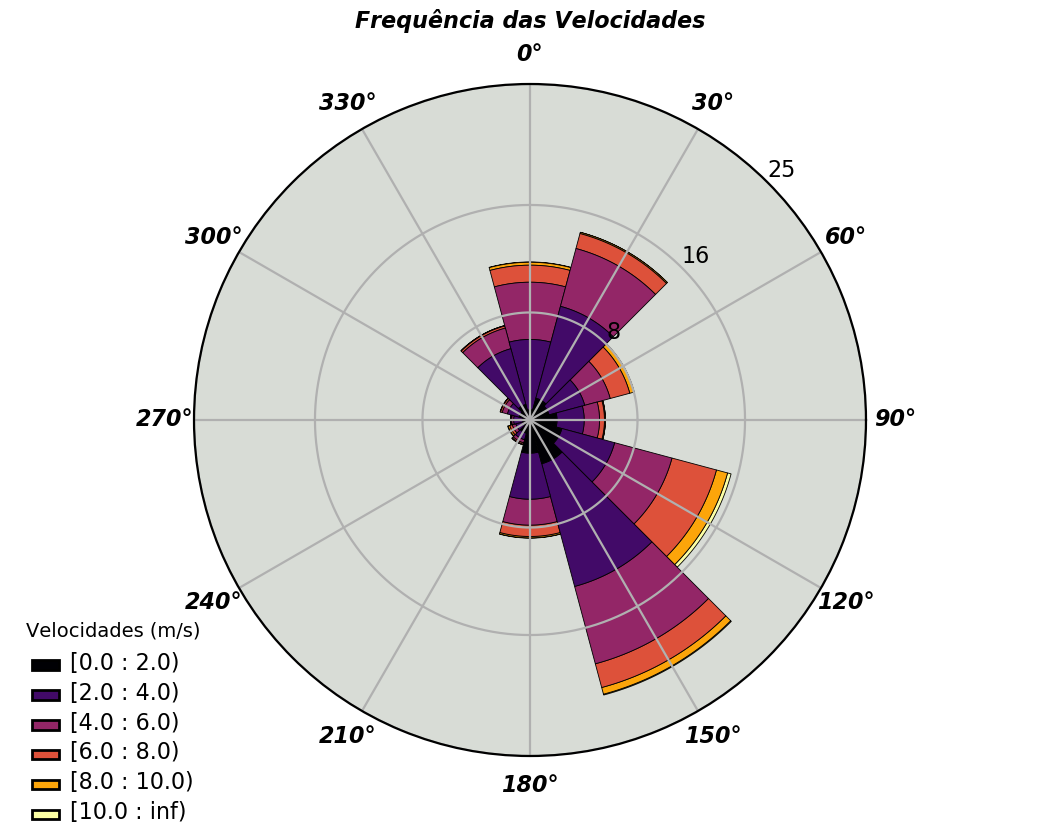 Frequência das Velocidades
0°
330°
30°
25
300°
60°
16
8
270°
90°
240°
120°
210°
150°
180°
Velocidades (m/s)
[0.0 : 2.0)
[2.0 : 4.0)
[4.0 : 6.0)
[6.0 : 8.0)
[8.0 : 10.0)
[10.0 : inf)